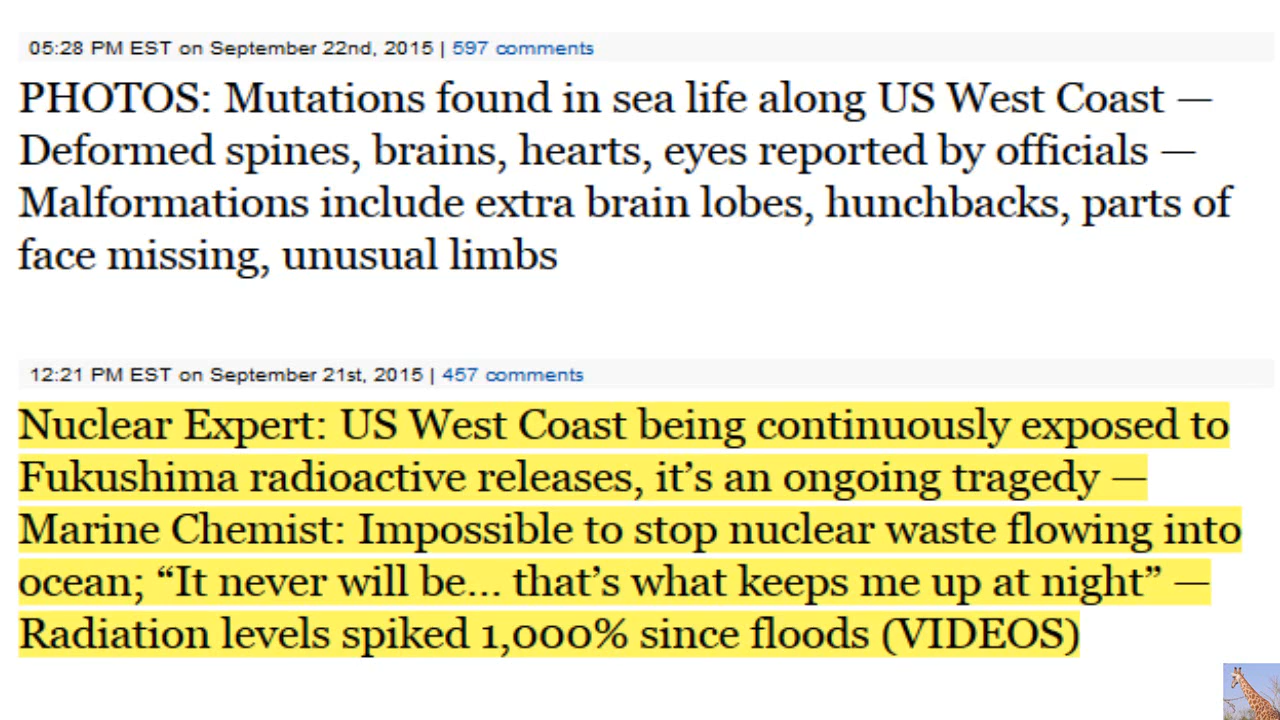 05:28 PM EST on September 22nd, 2015 | 597 comments
PHOTOS: Mutations found in sea life along US West Coast —
Deformed spines, brains, hearts, eyes reported by officials —
Malformations include extra brain lobes, hunchbacks, parts of
face missing, unusual limbs
12:21 PM EST on September 21st, 2015 | 457 comments
Nuclear Expert: US West Coast being continuously exposed to
Fukushima radioactive releases, it’s an ongoing tragedy —
Marine Chemist: Impossible to stop nuclear waste flowing into
ocean; “It never will be... that’s what keeps me up at night” —
Radiation levels spiked 1,000% since floods (VIDEOS)